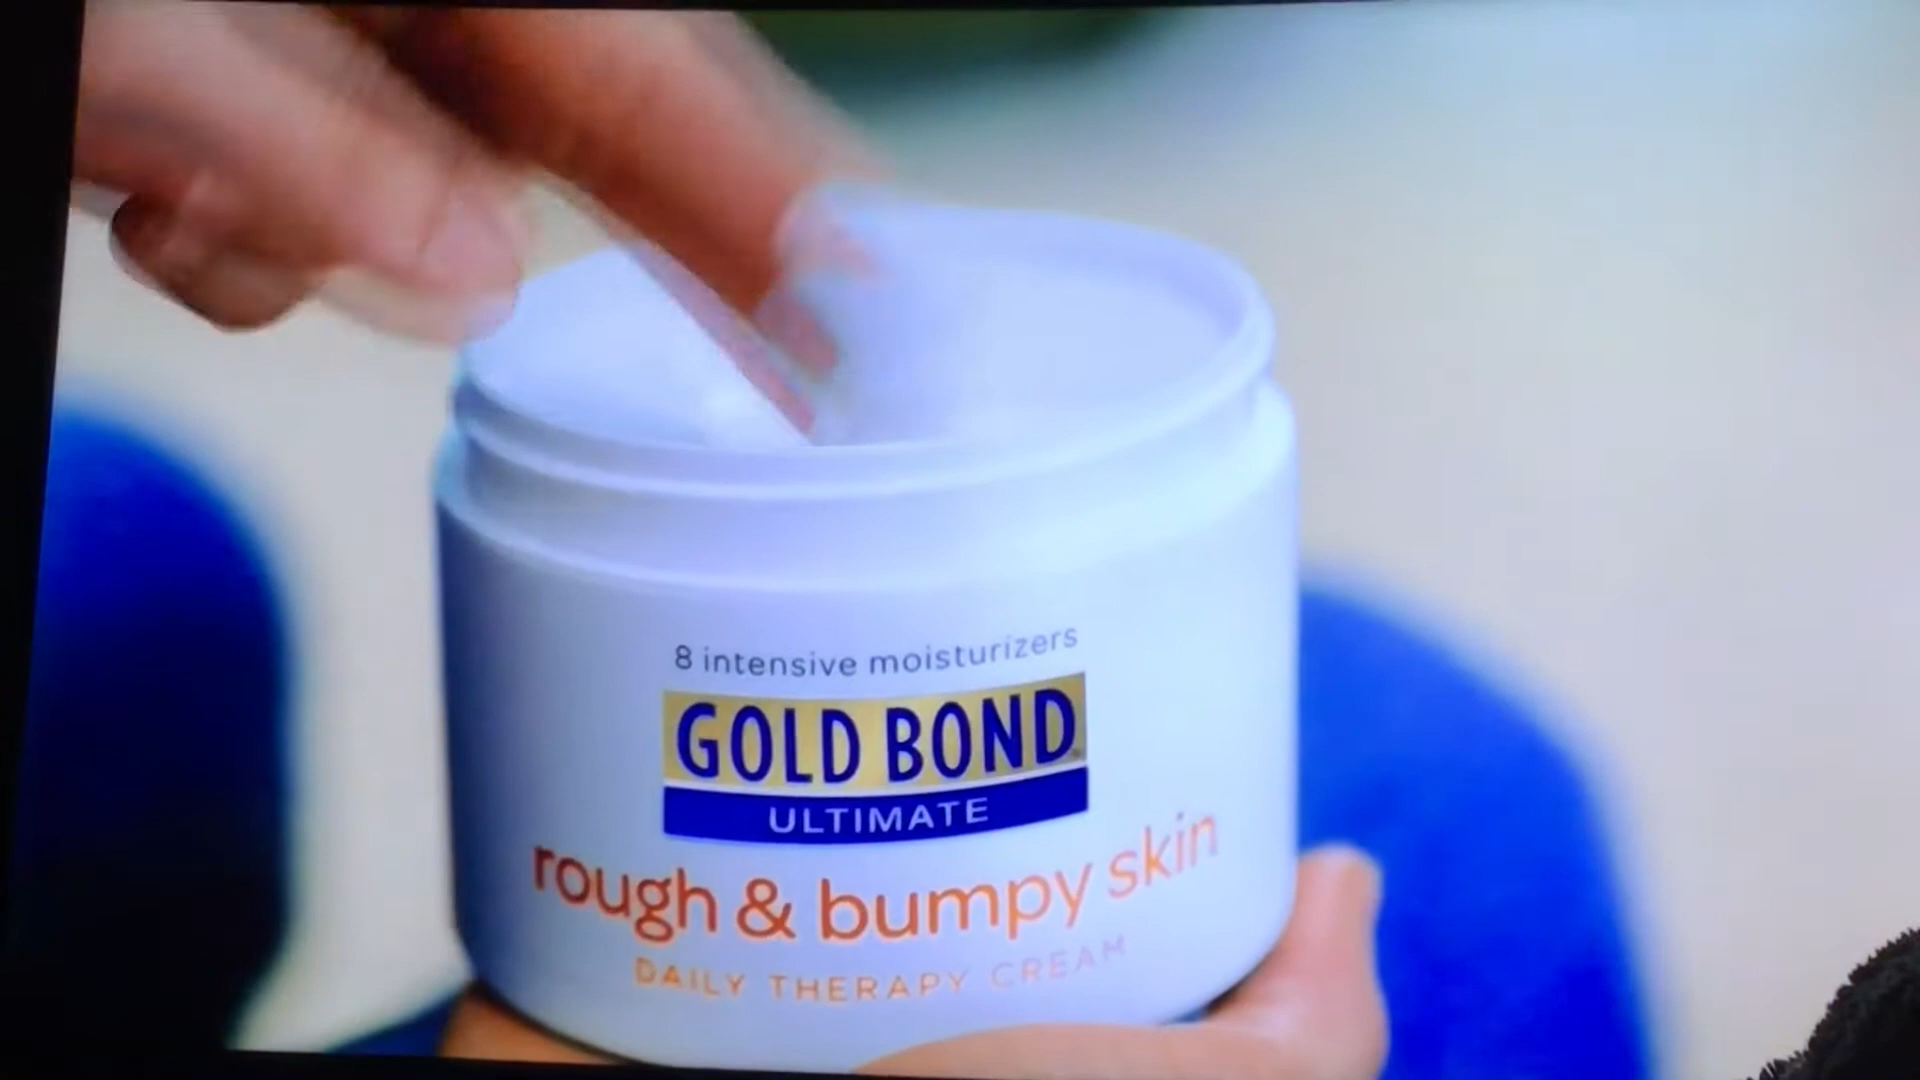 8 intensive moisturizers
GOLD BOND
ULTIMATE
rough & bumpy skin
DAILY THERAPY CREAM